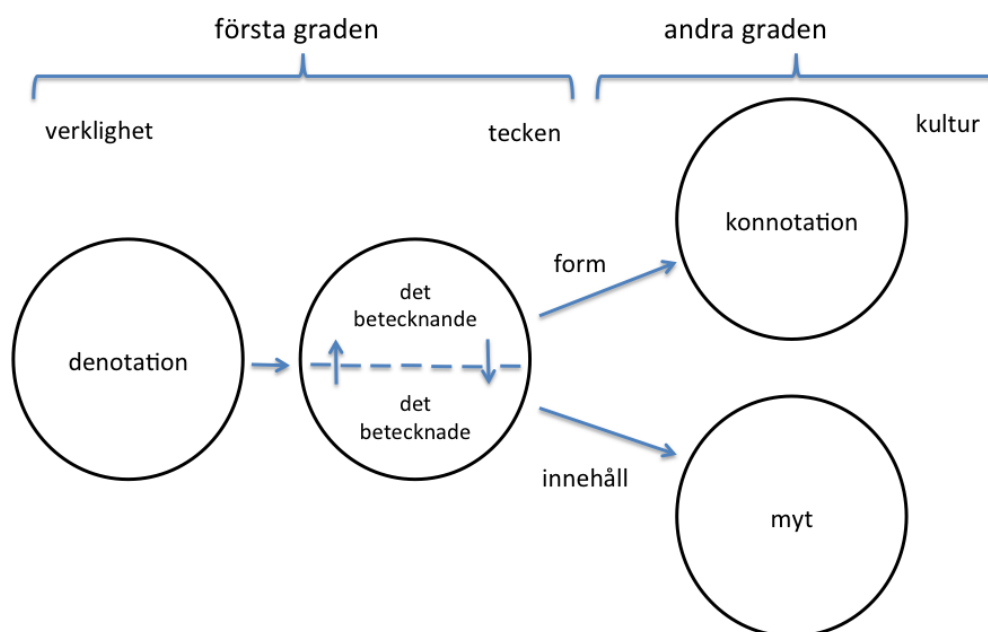 första graden
andra graden
verklighet
tecken
kultur
konnotation
form
det
betecknande
denotation
det
betecknade
innehåll
myt